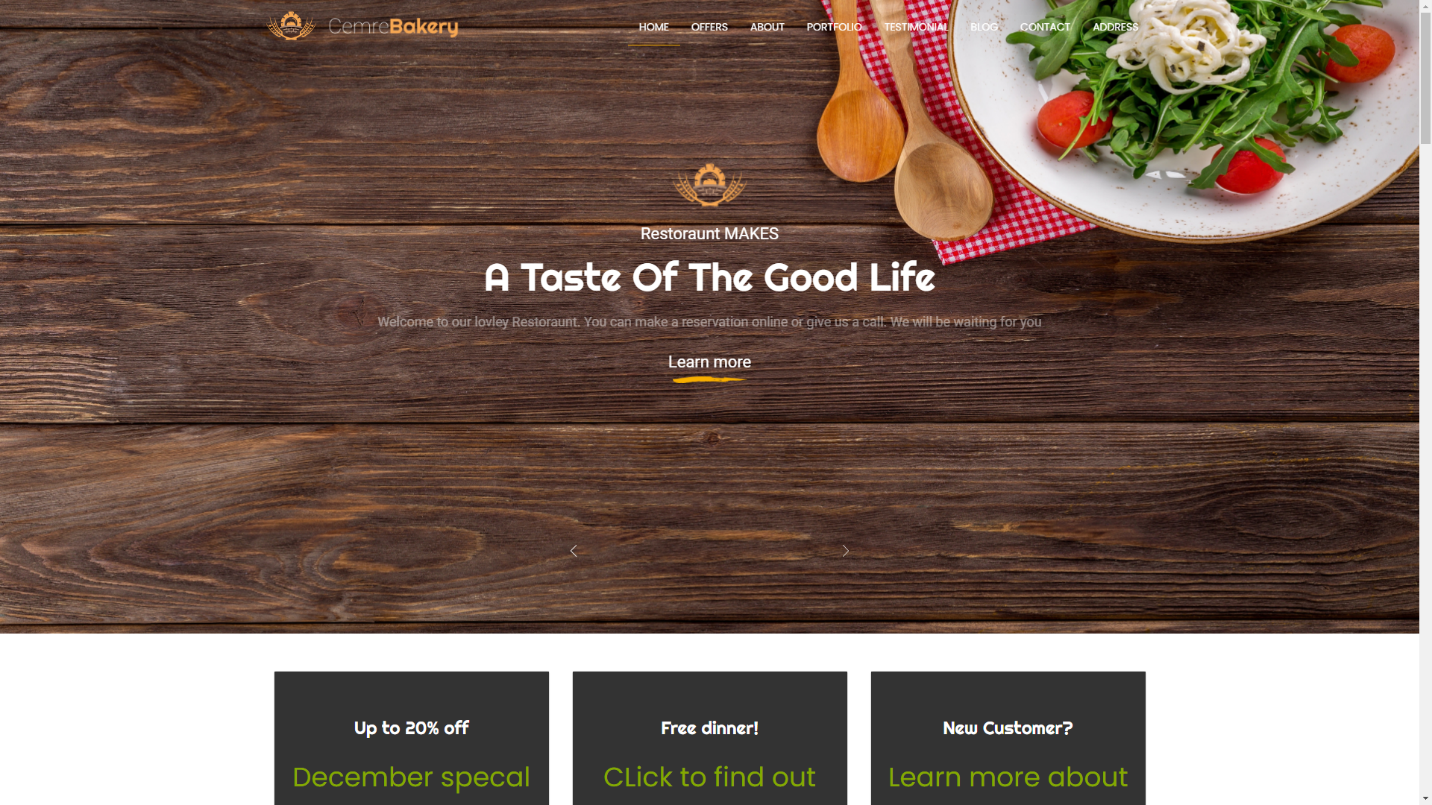 CemreBakery
HOME OFFERS ABOUT PORTFOLIO TESTIMONIAL BLOG CONTACT ADDRESS
Restoraunt MAKES
A Taste Of The Good Life
Welcome to our lovley Restoraunt. You can make a reservation online or give us a call. We will be waiting for you
Learn more
Up to 20% off
December specal
Free dinner!
CLick to find out
New Customer?
Learn more about